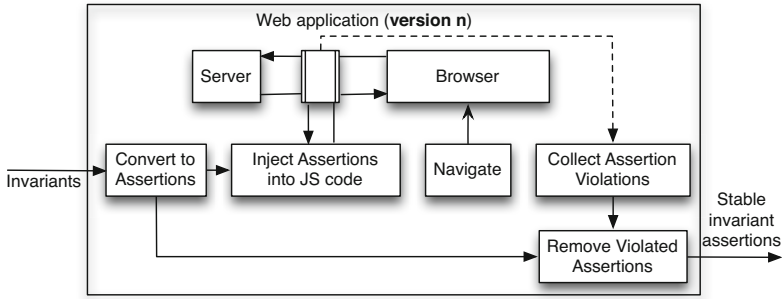 Web application (version n)
Server
Browser
Invariants
Convert to
Assertions
Inject Assertions
into JS code
Navigate
Collect Assertion
Violations
Remove Violated
Assertions
Stable
invariant
assertions